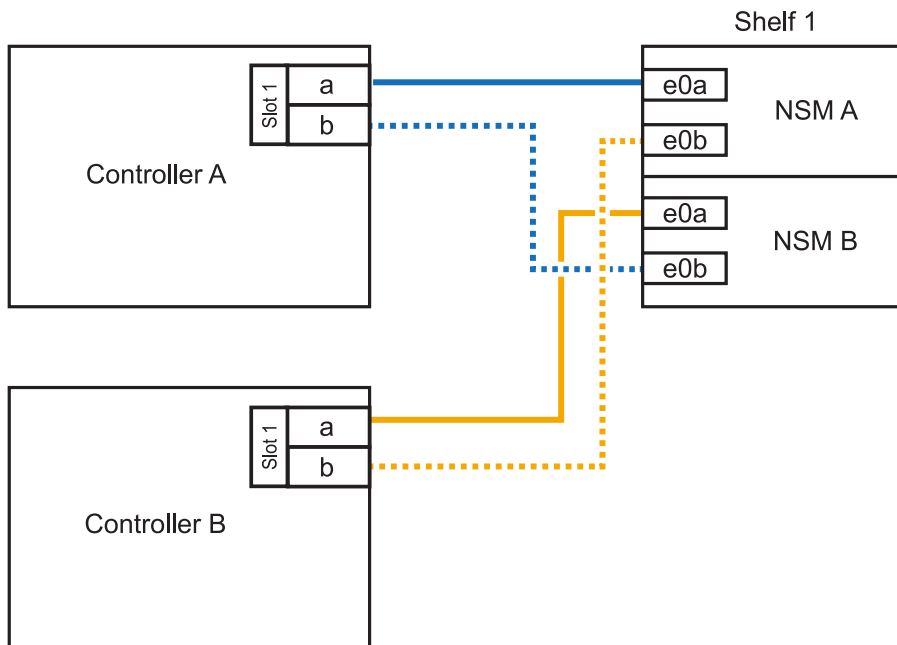 Shelf 1
Slot 1
a
b
Controller A
e0a
e0b
NSM A
e0a
e0b
NSM B
Slot 1
a
b
Controller B